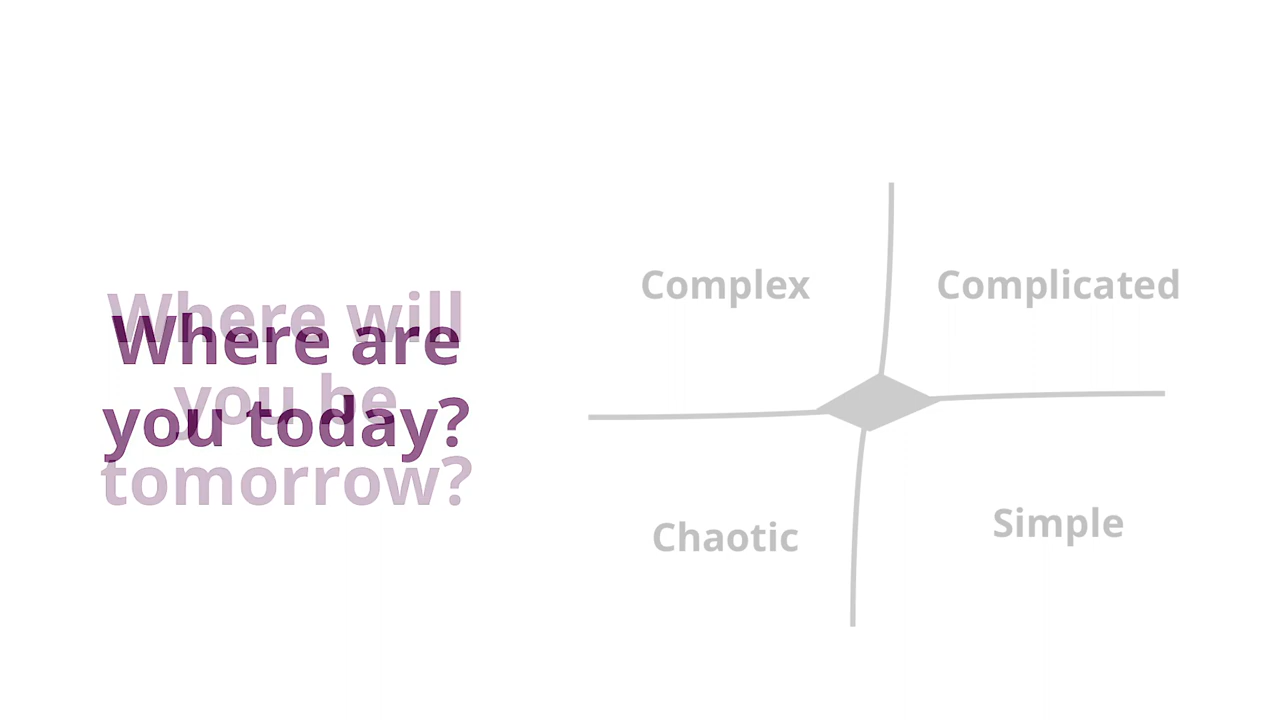 Where are
you today?
Where will
you be
tomorrow?
Complex
Complicated
Chaotic
Simple